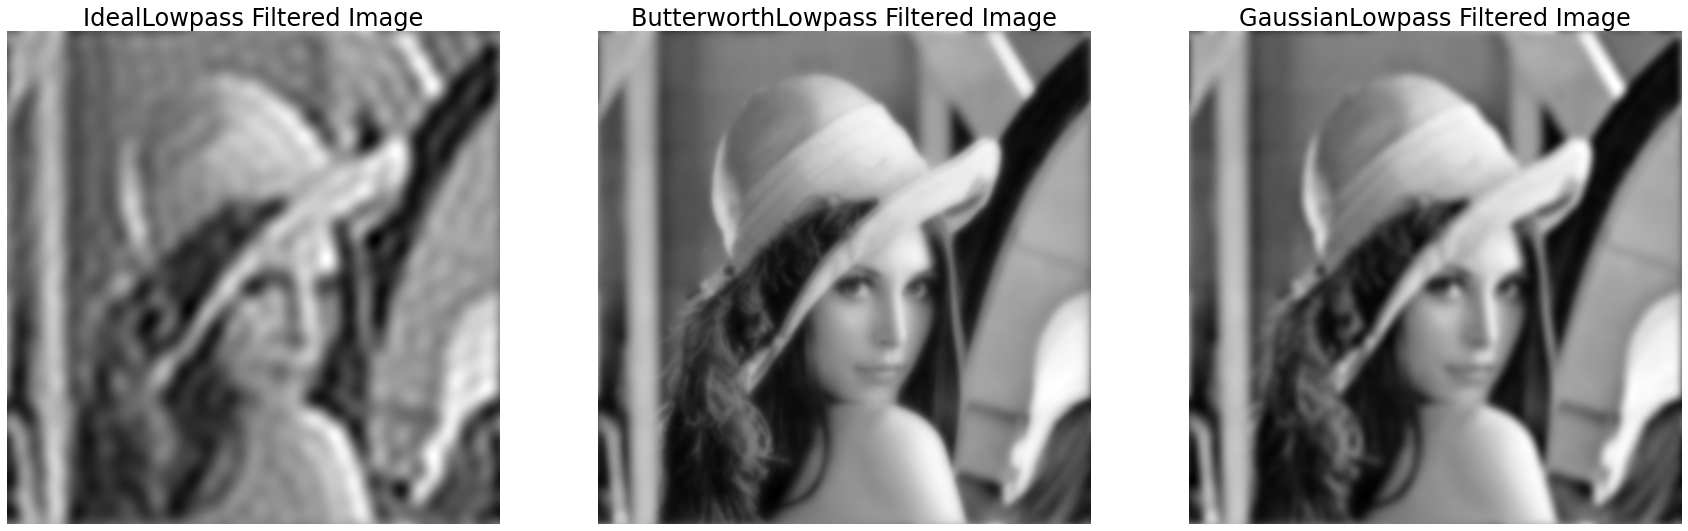 IdealLowpass Filtered Image
ButterworthLowpass Filtered Image
GaussianLowpass Filtered Image